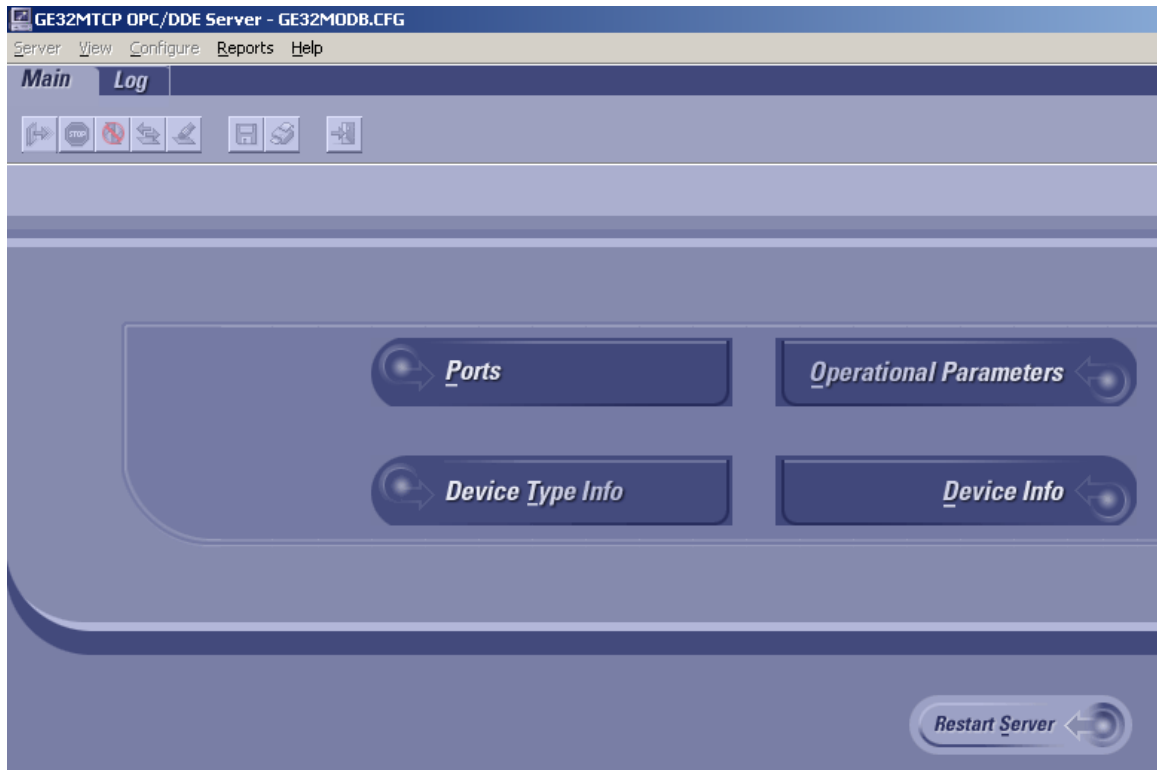 GE32MTCP OPC/DDE Server - GE32MODB.CFG
Server View Configure Reports Help
Main Log
STOP
Ports Operational Parameters
Device Type Info Device Info
Restart Server